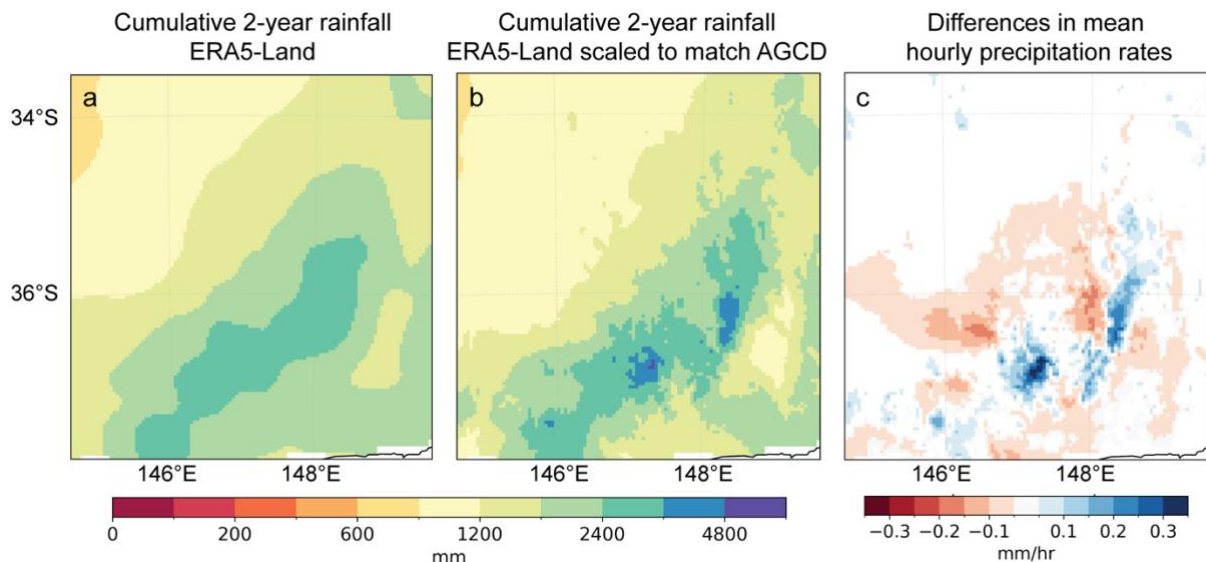 Cumulative 2-year rainfall
ERA5-Land
Cumulative 2-year rainfall
ERA5-Land scaled to match AGCD
Differences in mean
hourly precipitation rates
a
b
c
34°S
36°S
146°E 148°E
146°E 148°E
146°E 148°E
0 200 600 1200 2400 4800
mm
−0.3 −0.2 −0.1 0.1 0.2 0.3
mm/hr